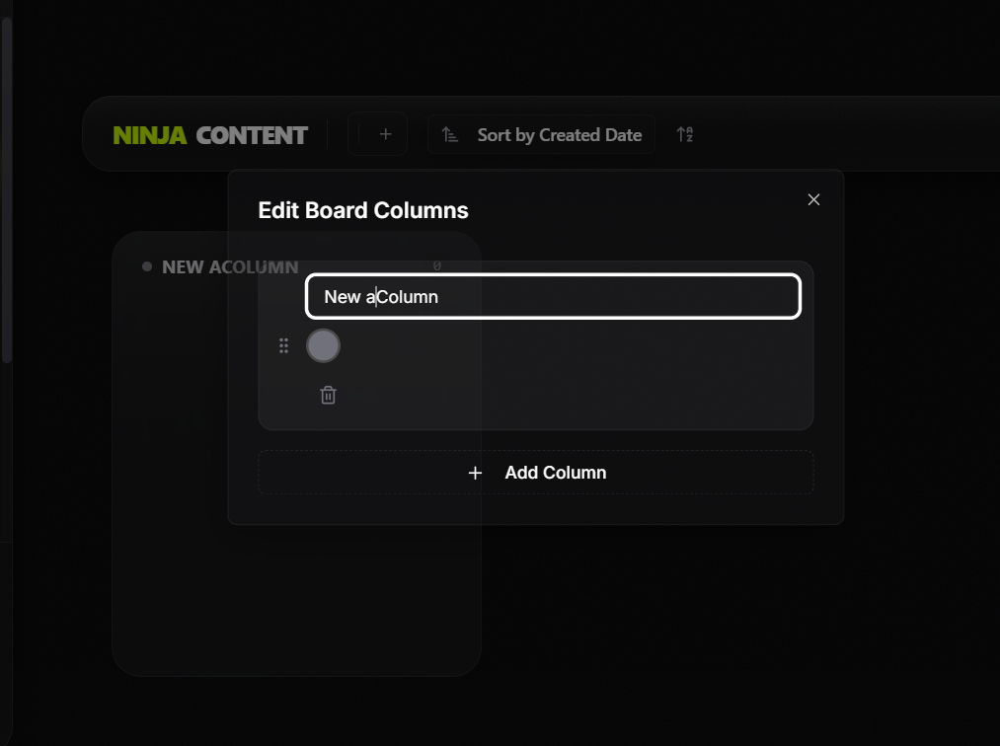 NINJA CONTENT
Sort by Created Date
Edit Board Columns
NEW ACOLUMN 0
New aColumn
Add Column